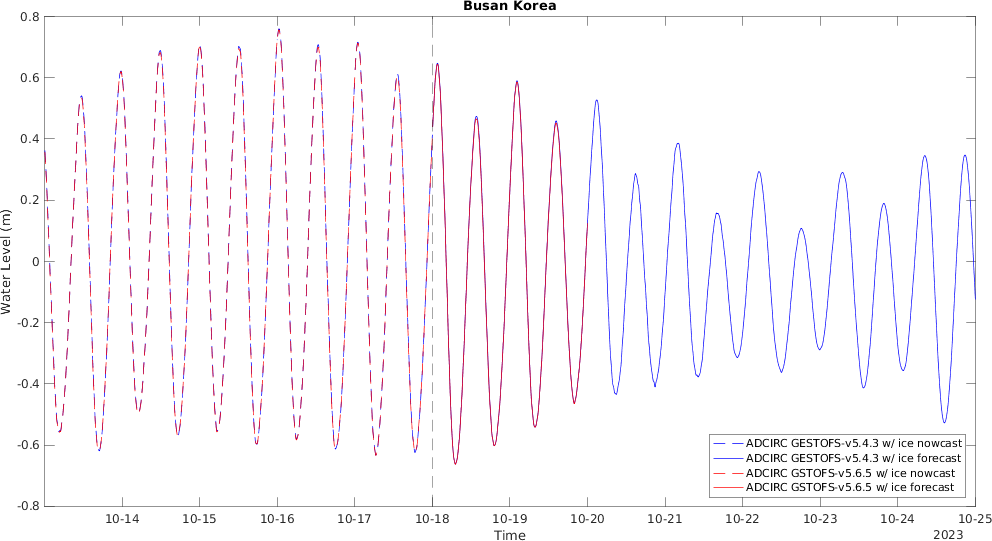 Busan Korea
0.8
0.6
0.4
0.2
0
-0.2
-0.4
-0.6
-0.8
Water Level (m)
ADCIRC GESTOFS-v5.4.3 w/ ice nowcast
ADCIRC GESTOFS-v5.4.3 w/ ice forecast
ADCIRC GSTOFS-v5.6.5 w/ ice nowcast
ADCIRC GSTOFS-v5.6.5 w/ ice forecast
10-14 10-15 10-16 10-17 10-18 10-19 10-20 10-21 10-22 10-23 10-24 10-25
Time
2023